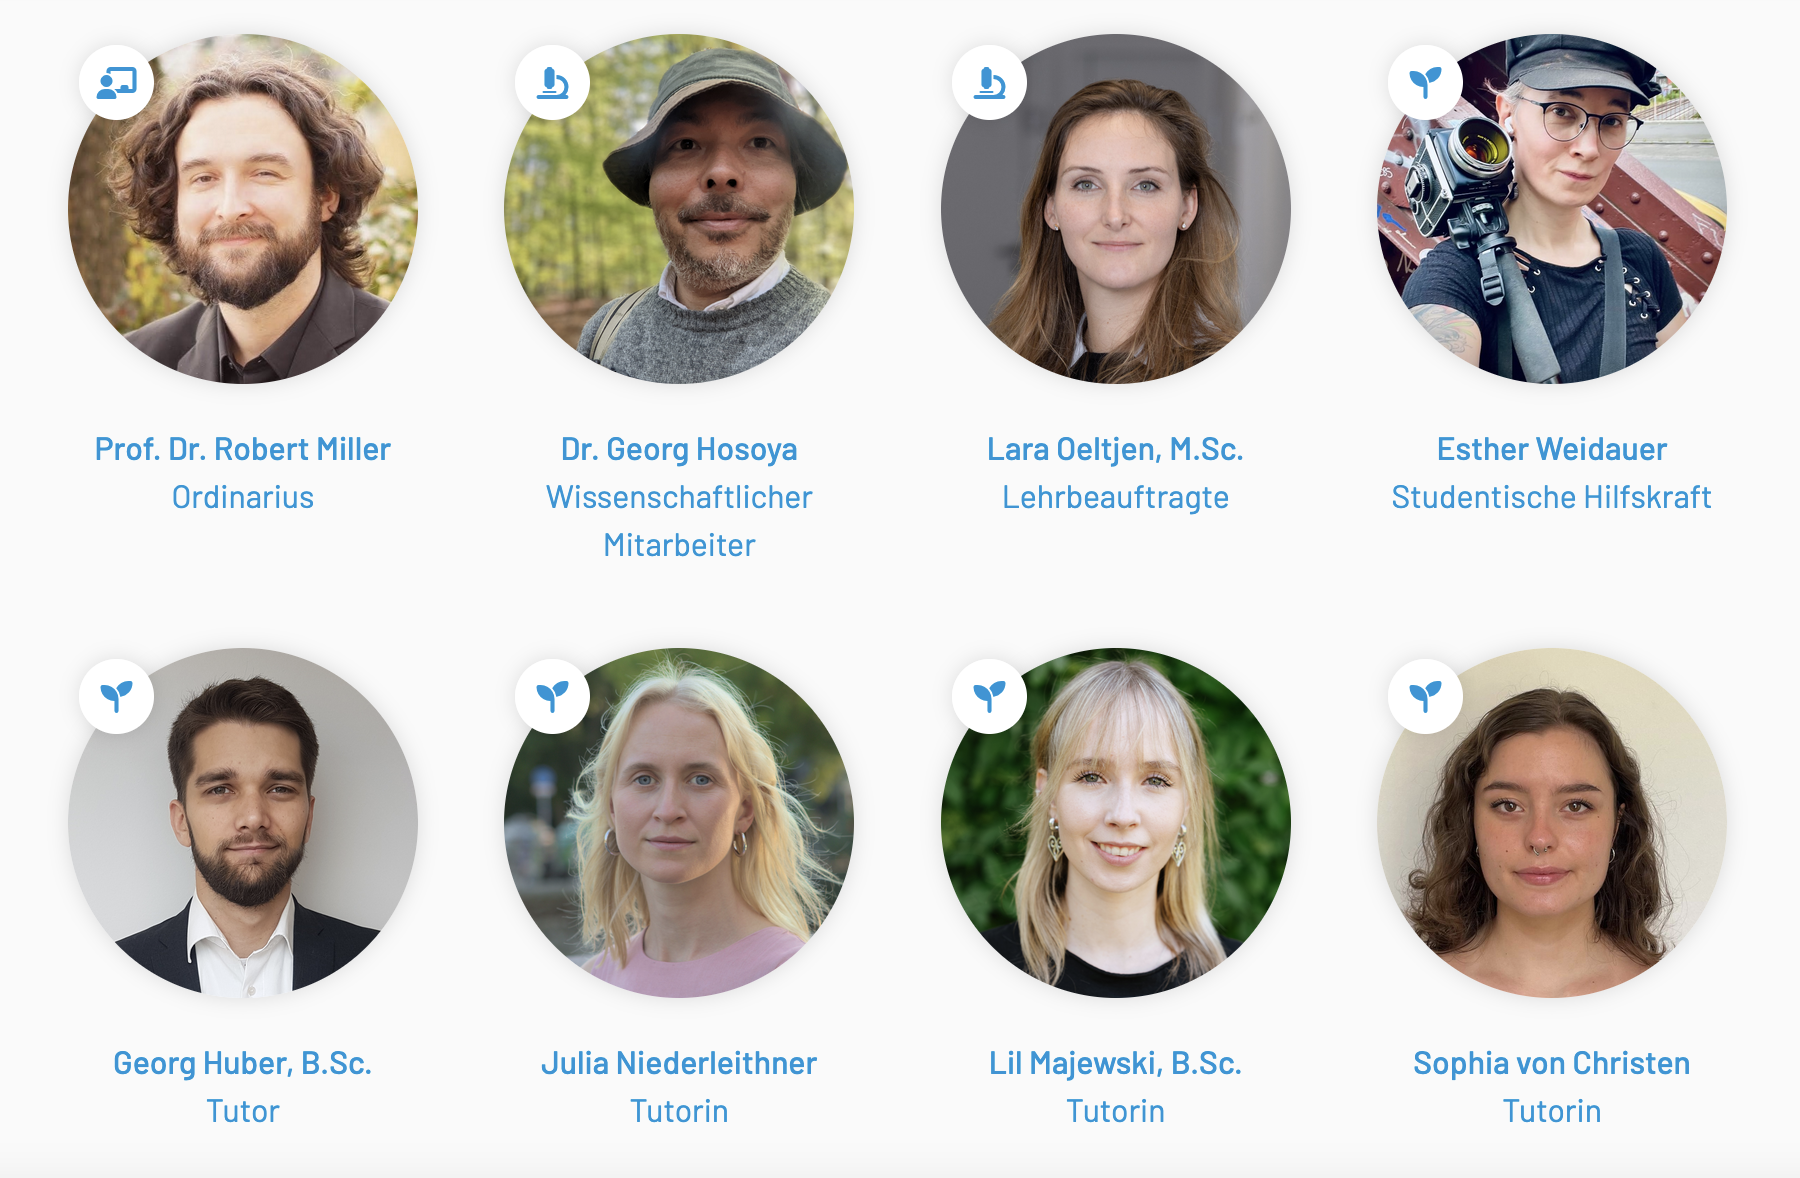 Prof. Dr. Robert Miller
Ordinarius
Dr. Georg Hosoya
Wissenschaftlicher
Mitarbeiter
Lara Oeltjen, M.Sc.
Lehrbeauftragte
Esther Weidauer
Studentische Hilfskraft
Georg Huber, B.Sc.
Tutor
Julia Niederleithner
Tutorin
Lil Majewski, B.Sc.
Tutorin
Sophia von Christen
Tutorin